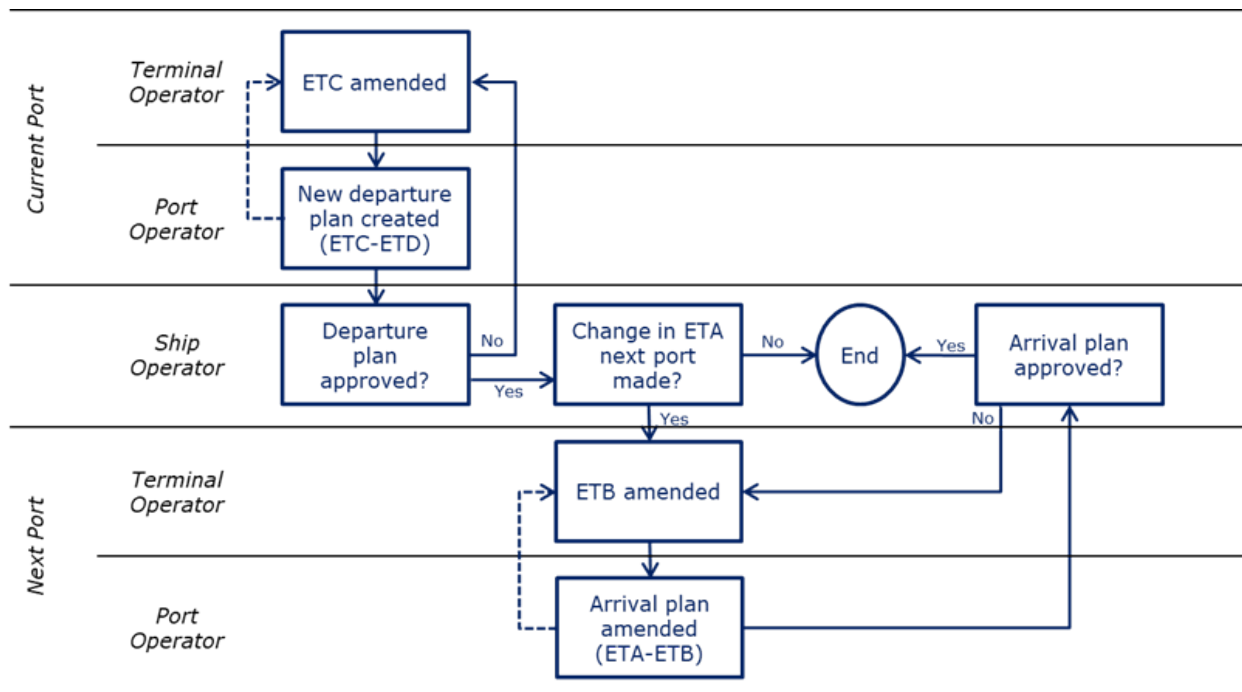 Current Port
Terminal
Operator
ETC amended
Port
Operator
New departure
plan created
(ETC-ETD)
Ship
Operator
Departure
plan
approved?
No
Yes
Change in ETA
next port
made?
No
Yes
End
Yes
Arrival plan
approved?
No
Next Port
Terminal
Operator
ETB amended
Port
Operator
Arrival plan
amended
(ETA-ETB)